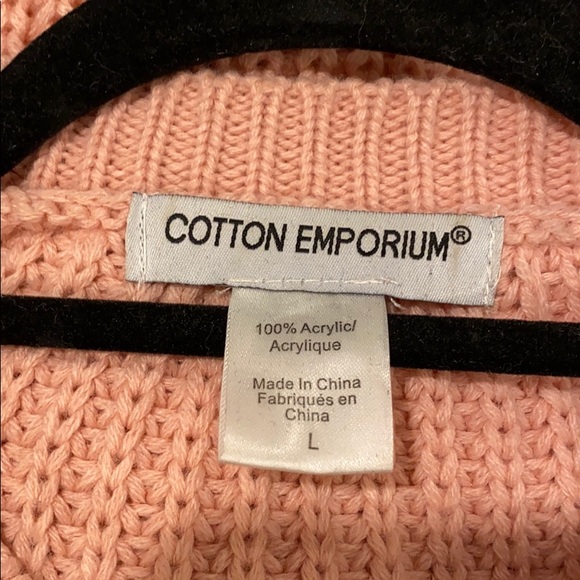 COTTON EMPORIUM®
100% Acrylic/
Acrylique
Made In China
Fabriqués en
China
L